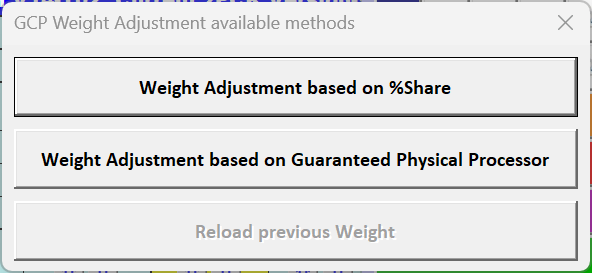 GCP Weight Adjustment available methods
Weight Adjustment based on %Share
Weight Adjustment based on Guaranteed Physical Processor
Reload previous Weight